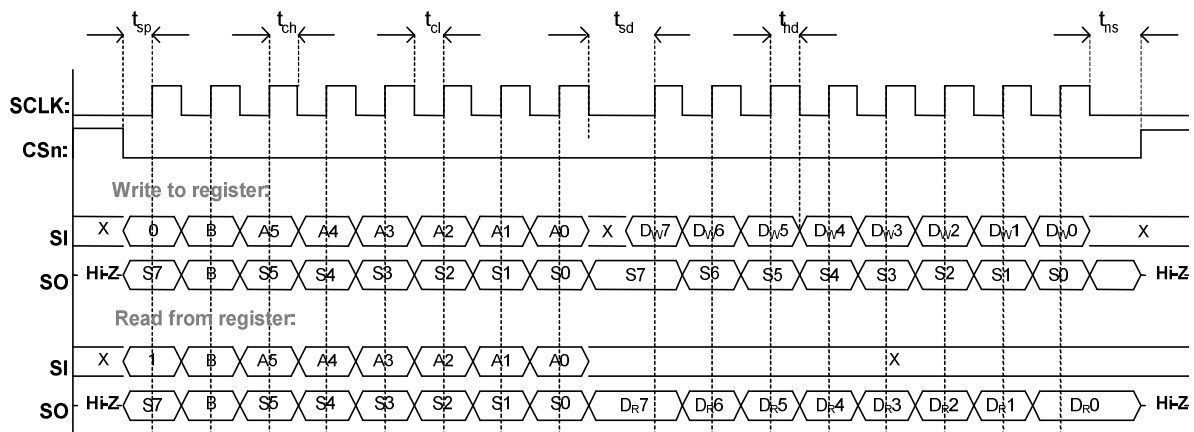 tsp tch tcl tsd thd tns
SCLK:
CSn:
Write to register:
SI X 0 B A5 A4 A3 A2 A1 A0 X DW7 DW6 DW5 DW4 DW3 DW2 DW1 DW0 X
SO Hi-Z S7 B S5 S4 S3 S2 S1 S0 S7 S6 S5 S4 S3 S2 S1 S0 Hi-Z
Read from register:
SI X 1 B A5 A4 A3 A2 A1 A0 X
SO Hi-Z S7 B S5 S4 S3 S2 S1 S0 DR7 DR6 DR5 DR4 DR3 DR2 DR1 DR0 Hi-Z